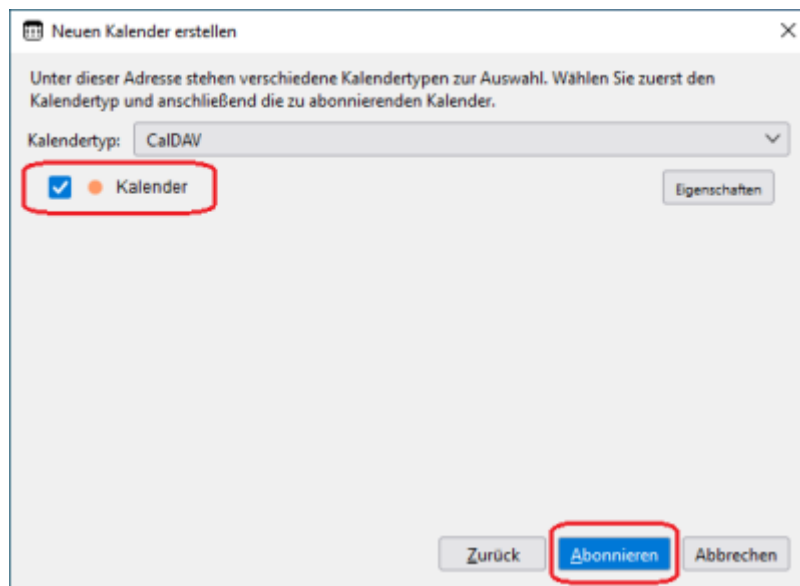 Neuen Kalender erstellen
Unter dieser Adresse stehen verschiedene Kalendertypen zur Auswahl. Wählen Sie zuerst den
Kalendertyp und anschließend die zu abonnierenden Kalender.
Kalendertyp: CalDAV
Kalender Eigenschaften
Zurück Abonnieren Abbrechen